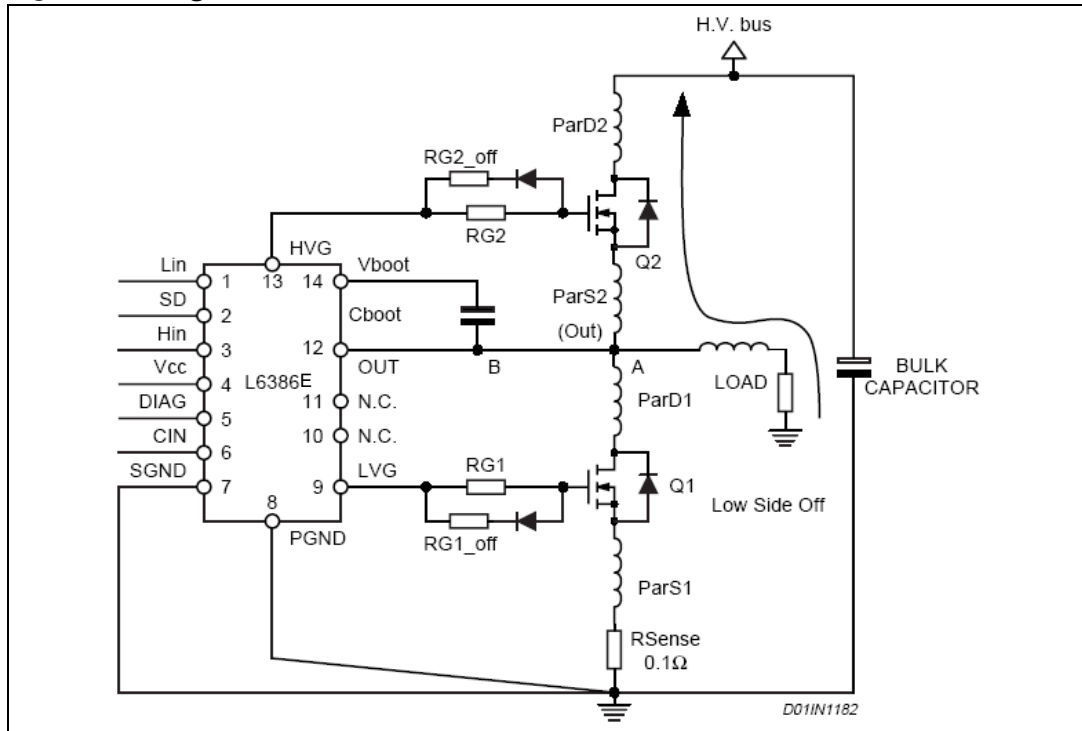 H.V. bus
ParD2
RG2_off
RG2
HVG
Q2
Lin
1
13
14
Vboot
SD
2
ParS2
Cboot
(Out)
Hin
3
12
OUT
B
A
Vcc
4
L6386E
LOAD
BULK
CAPACITOR
11
N.C.
ParD1
DIAG
5
10
N.C.
CIN
6
RG1
SGND
7
9
LVG
Q1
8
Low Side Off
PGND
RG1_off
ParS1
RSense
0.1Ω
D01IN1182